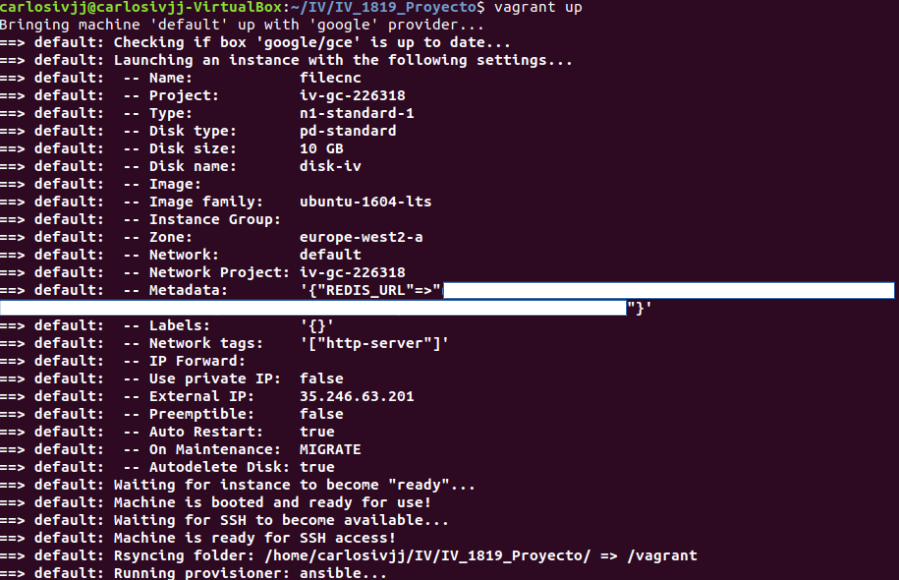 carlosivjj@carlosivjj-VirtualBox:~/IV/IV_1819_Proyecto$ vagrant up
Bringing machine 'default' up with 'google' provider...
==> default: Checking if box 'google/gce' is up to date...
==> default: Launching an instance with the following settings...
==> default:  -- Name:            filecnc
==> default:  -- Project:         iv-gc-226318
==> default:  -- Type:            n1-standard-1
==> default:  -- Disk type:       pd-standard
==> default:  -- Disk size:       10 GB
==> default:  -- Disk name:       disk-iv
==> default:  -- Image:
==> default:  -- Image family:    ubuntu-1604-lts
==> default:  -- Instance Group:
==> default:  -- Zone:            europe-west2-a
==> default:  -- Network:         default
==> default:  -- Network Project: iv-gc-226318
==> default:  -- Metadata:        '{"REDIS_URL"=>"
"}'
==> default:  -- Labels:          '{}'
==> default:  -- Network tags:    '["http-server"]'
==> default:  -- IP Forward:
==> default:  -- Use private IP:  false
==> default:  -- External IP:     35.246.63.201
==> default:  -- Preemptible:     false
==> default:  -- Auto Restart:    true
==> default:  -- On Maintenance:  MIGRATE
==> default:  -- Autodelete Disk: true
==> default: Waiting for instance to become "ready"...
==> default: Machine is booted and ready for use!
==> default: Waiting for SSH to become available...
==> default: Machine is ready for SSH access!
==> default: Rsyncing folder: /home/carlosivjj/IV/IV_1819_Proyecto/ => /vagrant
==> default: Running provisioner: ansible...